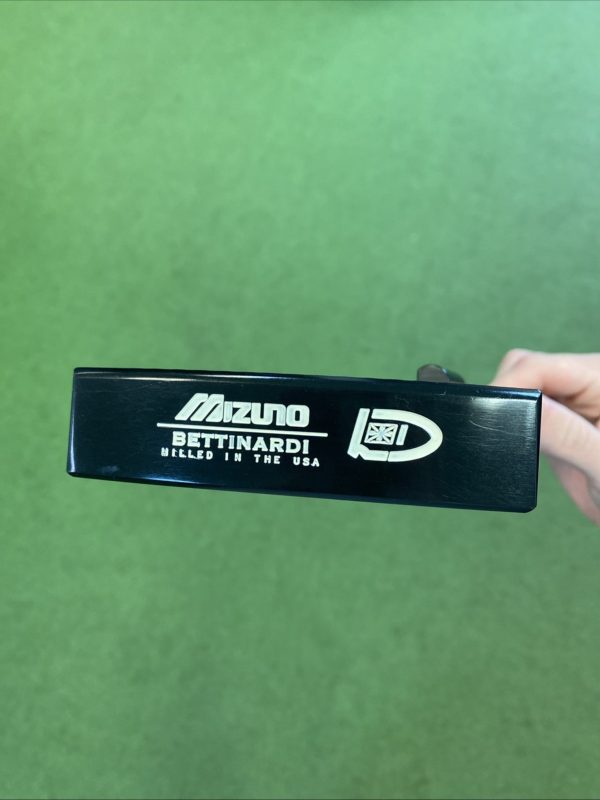 MIZUNO
BETTINARDI
MILLED IN THE USA